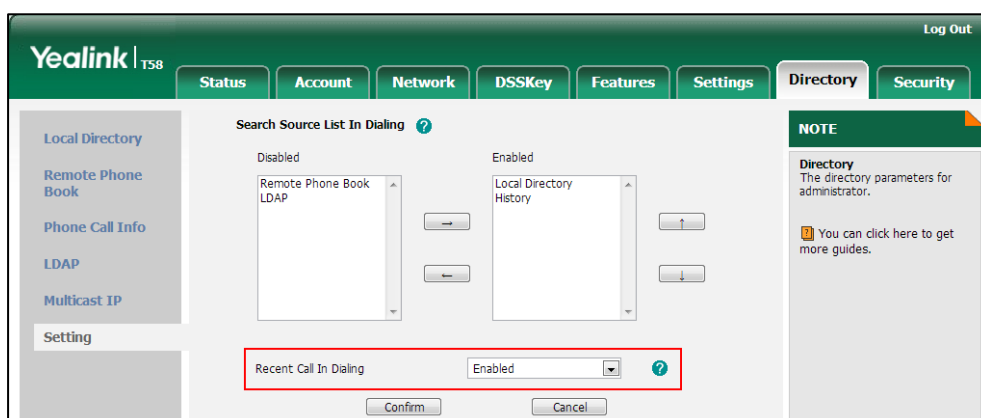 Log Out
Yealink | T58
Status
Account
Network
DSSKey
Features
Settings
Directory
Security
Local Directory
Remote Phone
Book
Phone Call Info
LDAP
Multicast IP
Setting
Search Source List In Dialing ?
Disabled
Enabled
Remote Phone Book
LDAP
Local Directory
History
→
←
↑
↓
Recent Call In Dialing
Enabled
?
Confirm
Cancel
NOTE
Directory
The directory parameters for
administrator.
? You can click here to get
more guides.